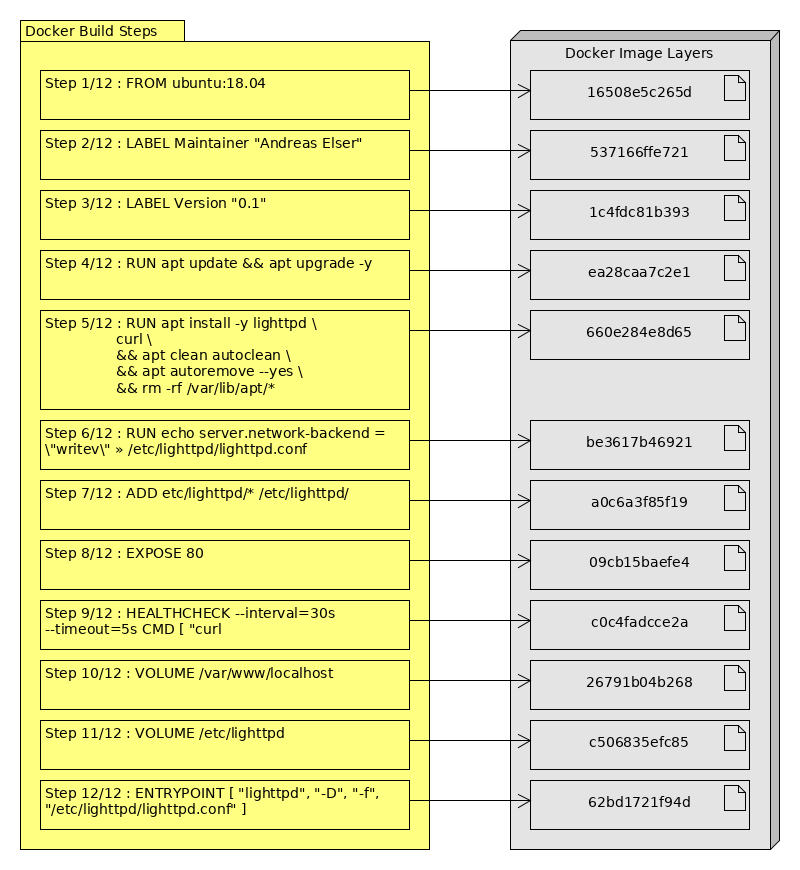 Docker Build Steps
Docker Image Layers
Step 1/12 : FROM ubuntu:18.04
16508e5c265d
Step 2/12 : LABEL Maintainer "Andreas Elser"
537166ffe721
Step 3/12 : LABEL Version "0.1"
1c4fdc81b393
Step 4/12 : RUN apt update && apt upgrade -y
ea28caa7c2e1
Step 5/12 : RUN apt install -y lighttpd \
curl \
&& apt clean autoclean \
&& apt autoremove --yes \
&& rm -rf /var/lib/apt/*
660e284e8d65
Step 6/12 : RUN echo server.network-backend =
\"writev\" » /etc/lighttpd/lighttpd.conf
be3617b46921
Step 7/12 : ADD etc/lighttpd/* /etc/lighttpd/
a0c6a3f85f19
Step 8/12 : EXPOSE 80
09cb15baefe4
Step 9/12 : HEALTHCHECK --interval=30s
--timeout=5s CMD [ "curl
c0c4fadcce2a
Step 10/12 : VOLUME /var/www/localhost
26791b04b268
Step 11/12 : VOLUME /etc/lighttpd
c506835efc85
Step 12/12 : ENTRYPOINT [ "lighttpd", "-D", "-f",
"/etc/lighttpd/lighttpd.conf" ]
62bd1721f94d